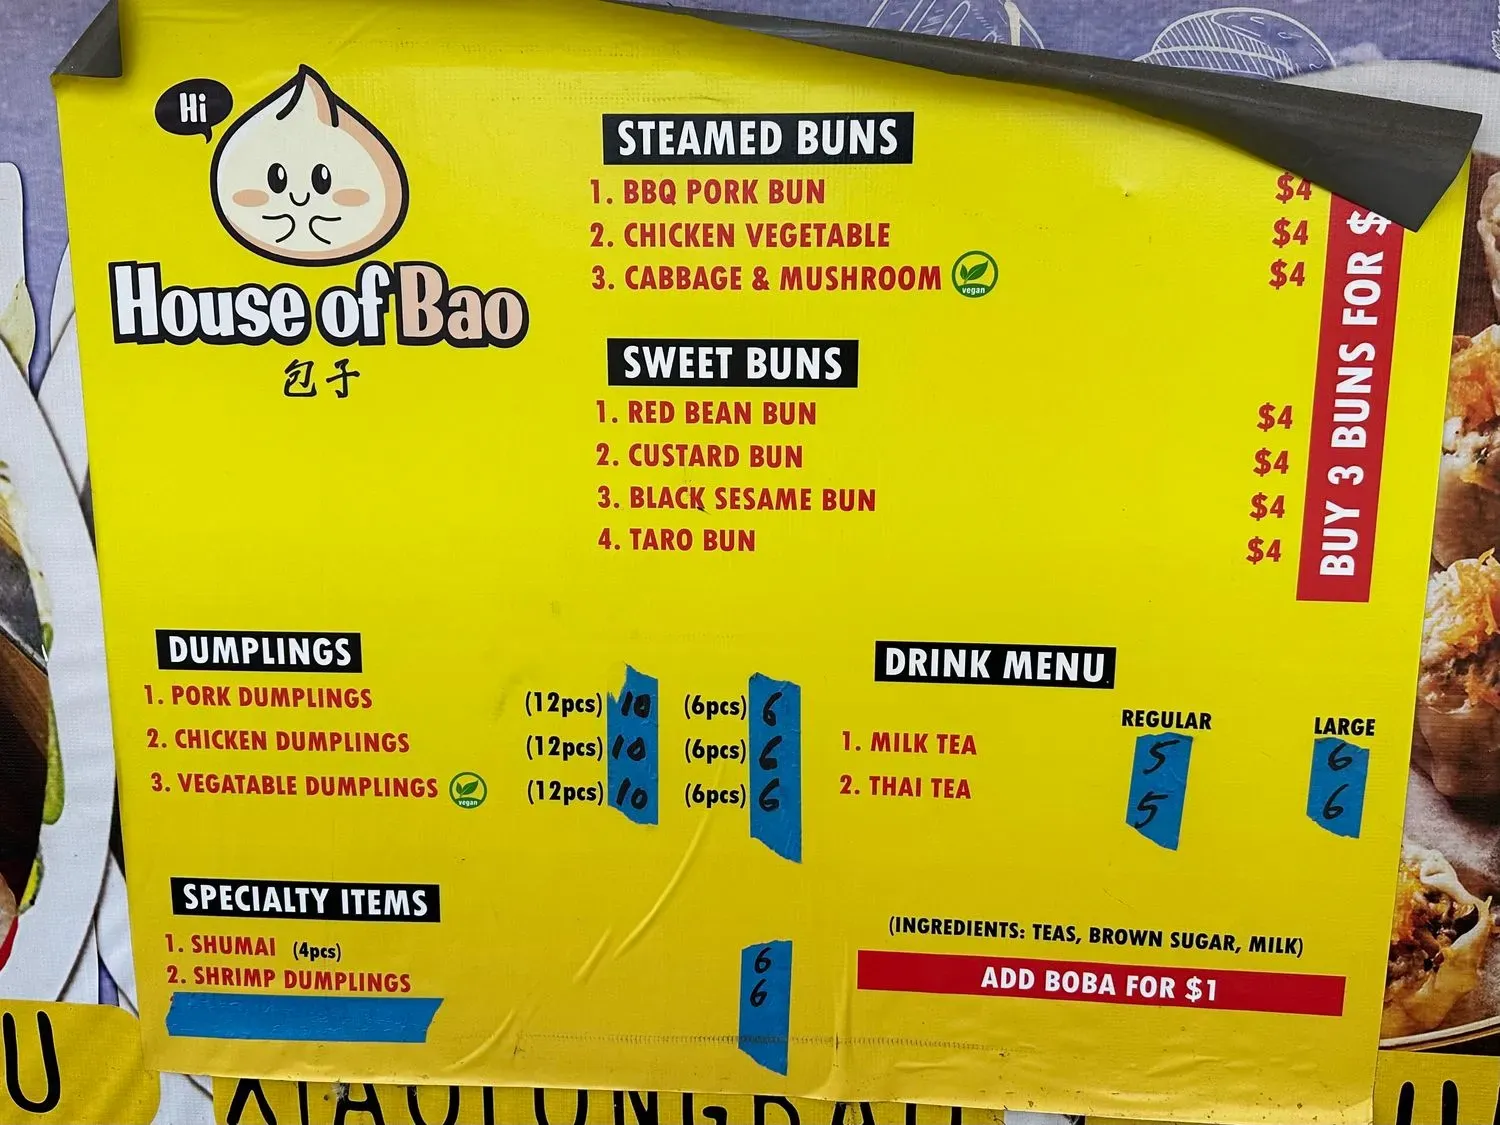 Hi
House of Bao
包子
STEAMED BUNS
1. BBQ PORK BUN $4
2. CHICKEN VEGETABLE $4
3. CABBAGE & MUSHROOM vegan $4
SWEET BUNS
1. RED BEAN BUN $4
2. CUSTARD BUN $4
3. BLACK SESAME BUN $4
4. TARO BUN $4
BUY 3 BUNS FOR $
DUMPLINGS
1. PORK DUMPLINGS (12pcs) 10 (6pcs) 6
2. CHICKEN DUMPLINGS (12pcs) 10 (6pcs) 6
3. VEGATABLE DUMPLINGS vegan (12pcs) 10 (6pcs) 6
SPECIALTY ITEMS
1. SHUMAI (4pcs) 6
2. SHRIMP DUMPLINGS 6
DRINK MENU
REGULAR LARGE
1. MILK TEA 5 6
2. THAI TEA 5 6
(INGREDIENTS: TEAS, BROWN SUGAR, MILK)
ADD BOBA FOR $1
XIAOLONGBAO